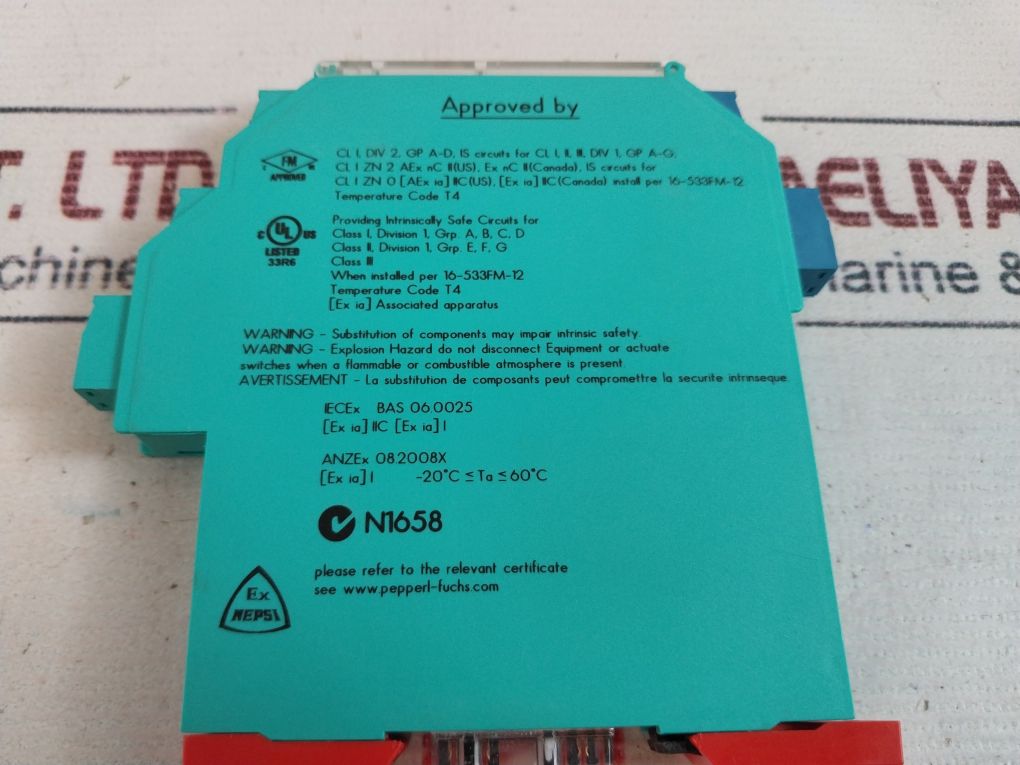 Approved by
FM
APPROVED
CL I, DIV 2, GP A-D, IS circuits for CL I, II, III, DIV 1, GP A-G,
CL I ZN 2 AEx nC II(US), Ex nC II(Canada), IS circuits for
CL I ZN 0 [AEx ia] IIC(US), [Ex ia] IIC(Canada) install per 16-533FM-12
Temperature Code T4
C UL US
LISTED
33R6
Providing Intrinsically Safe Circuits for
Class I, Division 1, Grp. A, B, C, D
Class II, Division 1, Grp. E, F, G
Class III
When installed per 16-533FM-12
Temperature Code T4
[Ex ia] Associated apparatus
WARNING - Substitution of components may impair intrinsic safety.
WARNING - Explosion Hazard do not disconnect Equipment or actuate
switches when a flammable or combustible atmosphere is present.
AVERTISSEMENT - La substitution de composants peut compromettre la securite intrinseque
IECEx BAS 06.0025
[Ex ia] IIC [Ex ia] I
ANZEx 08.2008X
[Ex ia] I -20°C ≤ Ta ≤ 60°C
N1658
please refer to the relevant certificate
see www.pepperl-fuchs.com
Ex
NEPSI
T. LTD
AELIYA
chine
marine &